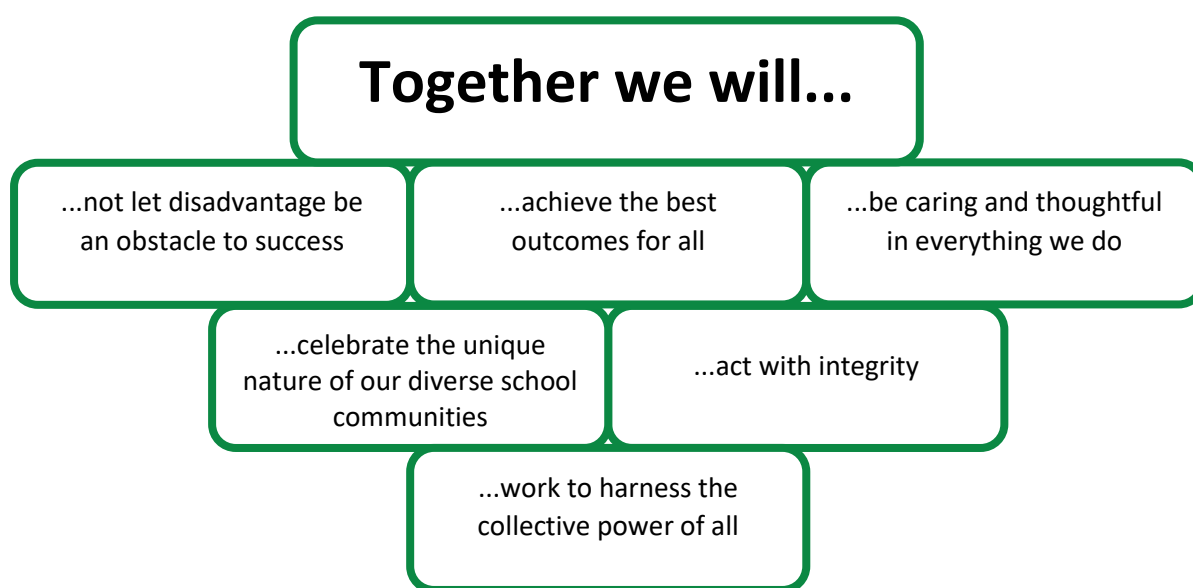 Together we will...
...not let disadvantage be
an obstacle to success
...achieve the best
outcomes for all
...be caring and thoughtful
in everything we do
...celebrate the unique
nature of our diverse school
communities
...act with integrity
...work to harness the
collective power of all